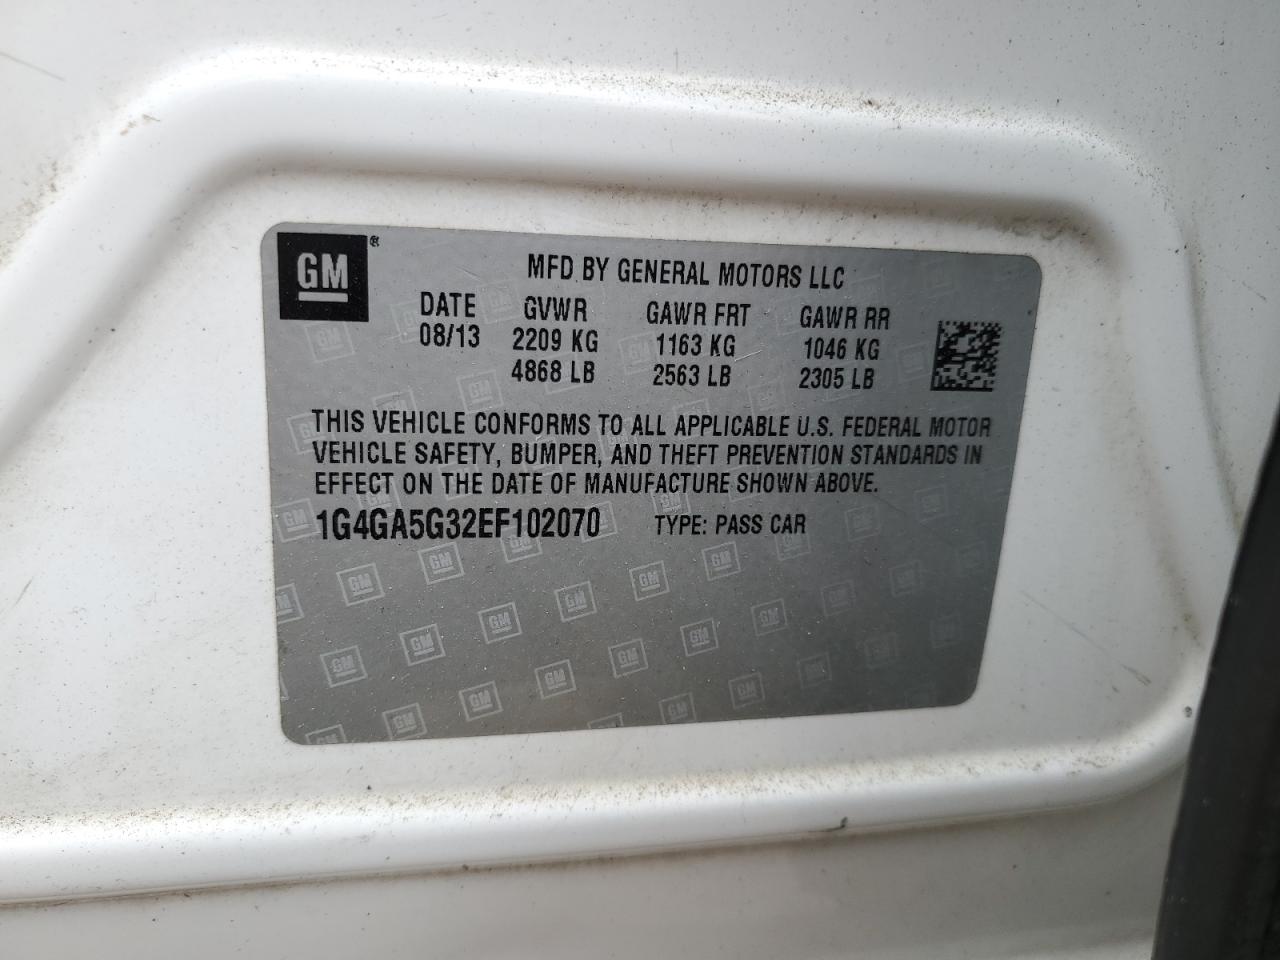 GM®
MFD BY GENERAL MOTORS LLC
DATE GVWR GAWR FRT GAWR RR
08/13 2209 KG 1163 KG 1046 KG
4868 LB 2563 LB 2305 LB
THIS VEHICLE CONFORMS TO ALL APPLICABLE U.S. FEDERAL MOTOR
VEHICLE SAFETY, BUMPER, AND THEFT PREVENTION STANDARDS IN
EFFECT ON THE DATE OF MANUFACTURE SHOWN ABOVE.
1G4GA5G32EF102070 TYPE: PASS CAR